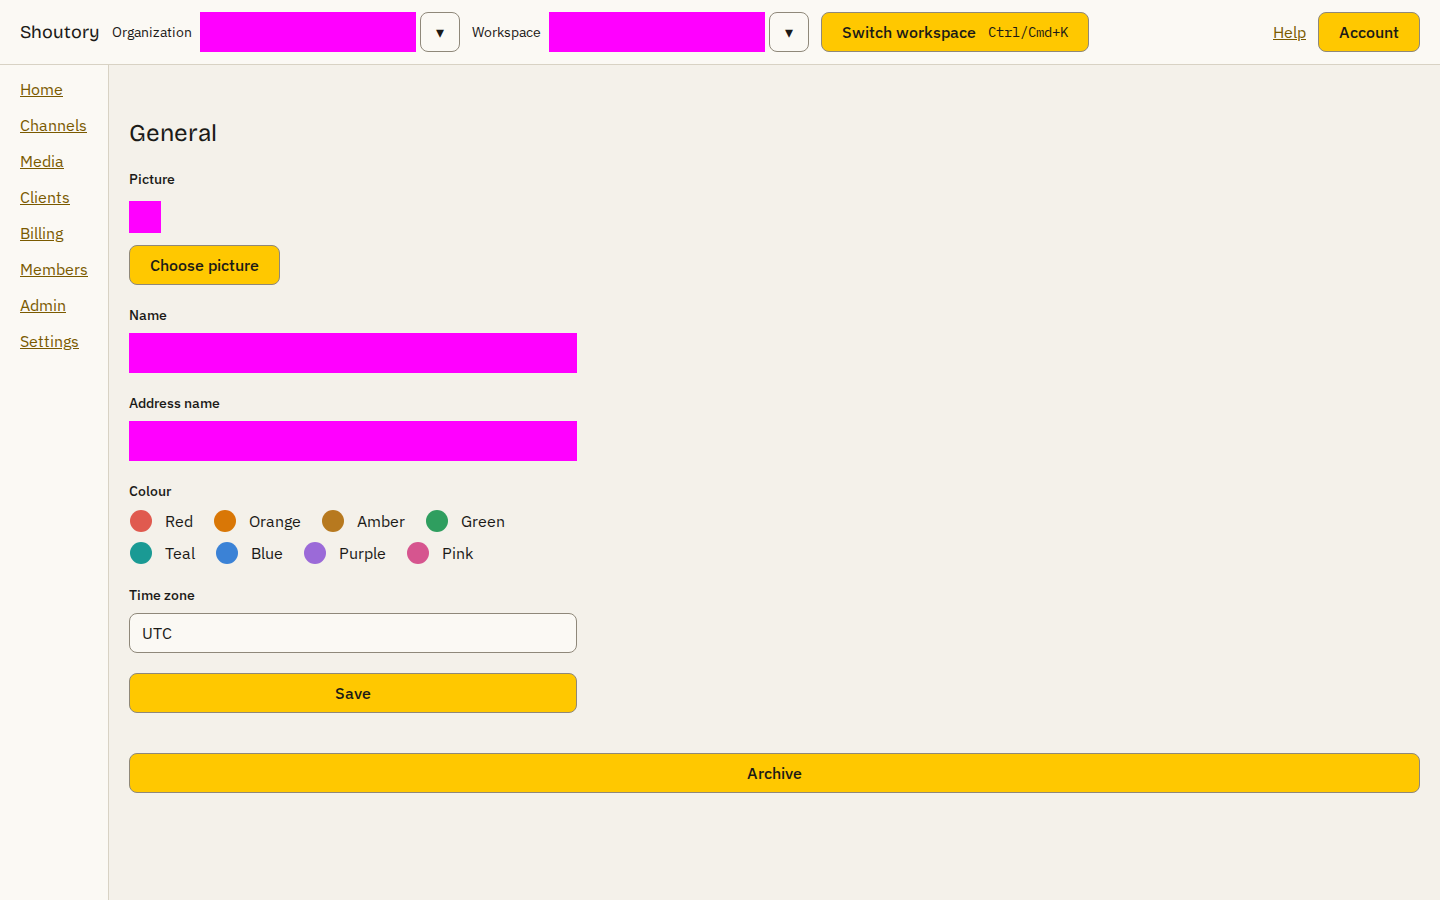 Shoutory Organization ▼ Workspace ▼ Switch workspace Ctrl/Cmd+K Help Account
Home
Channels
Media
Clients
Billing
Members
Admin
Settings
General
Picture
Choose picture
Name
Address name
Colour
Red Orange Amber Green
Teal Blue Purple Pink
Time zone
UTC
Save
Archive